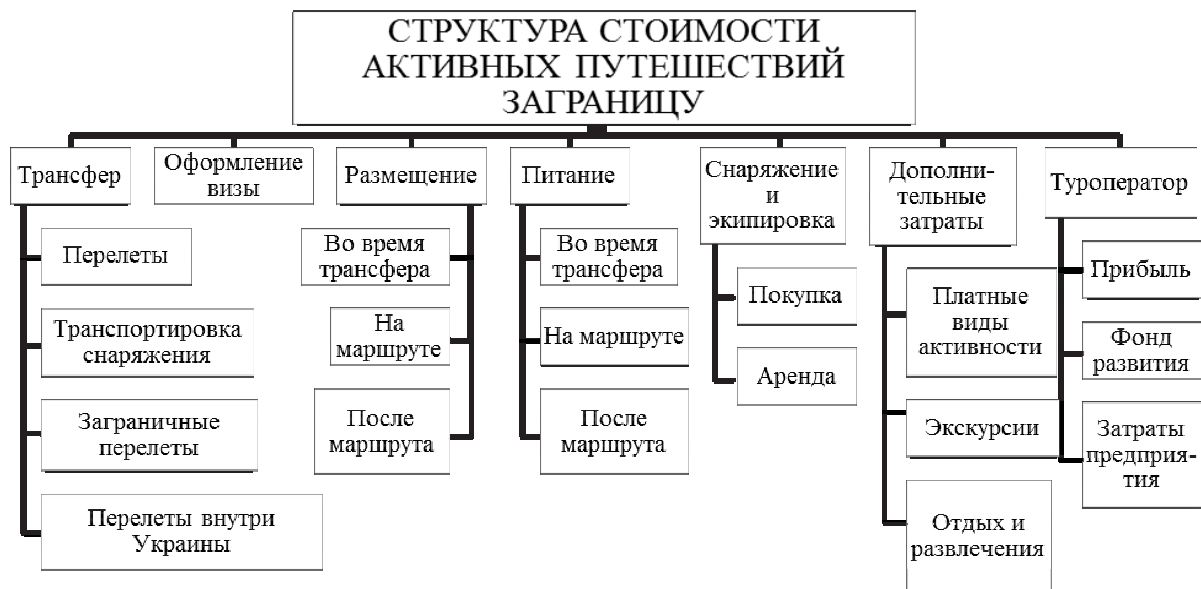 СТРУКТУРА СТОИМОСТИ
АКТИВНЫХ ПУТЕШЕСТВИЙ
ЗАГРАНИЦУ
Трансфер
Перелеты
Транспортировка
снаряжения
Заграничные
перелеты
Перелеты внутри
Украины
Оформление
визы
Размещение
Во время
трансфера
На
маршруте
После
маршрута
Питание
Во время
трансфера
На маршруте
После
маршрута
Снаряжение
и
экипировка
Покупка
Аренда
Дополни-
тельные
затраты
Платные
виды
активности
Экскурсии
Отдых и
развлечения
Туроператор
Прибыль
Фонд
развития
Затраты
предприя-
тия